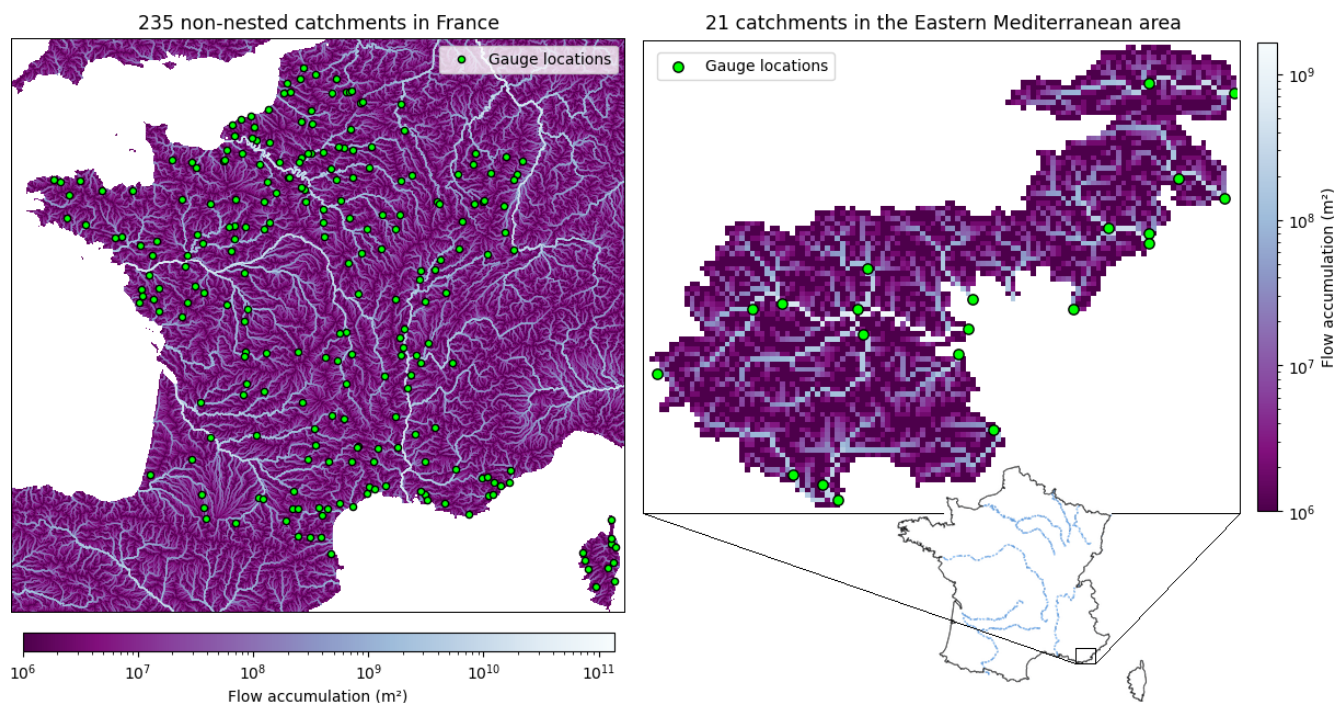 235 non-nested catchments in France
Gauge locations
10⁶ 10⁷ 10⁸ 10⁹ 10¹⁰ 10¹¹
Flow accumulation (m²)
21 catchments in the Eastern Mediterranean area
Gauge locations
10⁹
10⁸
10⁷
10⁶
Flow accumulation (m²)